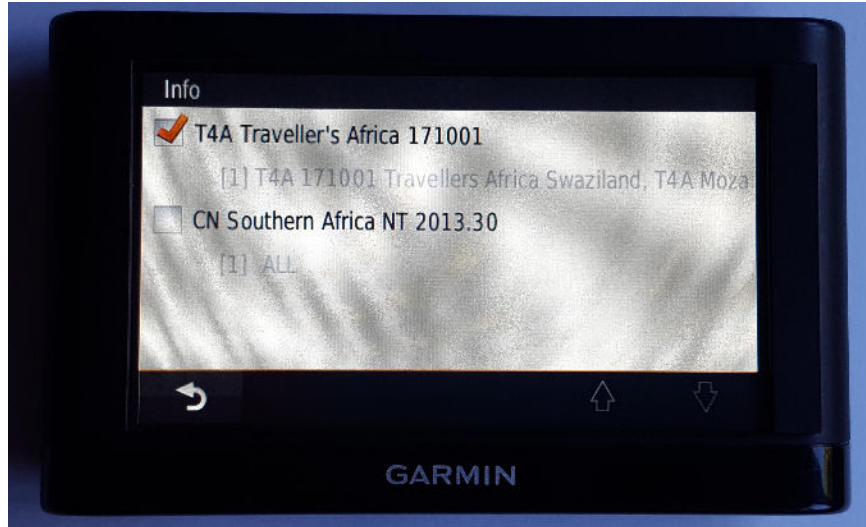 Info
T4A Traveller's Africa 171001
[1] T4A 171001 Travellers Africa Swaziland, T4A Moza
CN Southern Africa NT 2013.30
[1] ALL
GARMIN